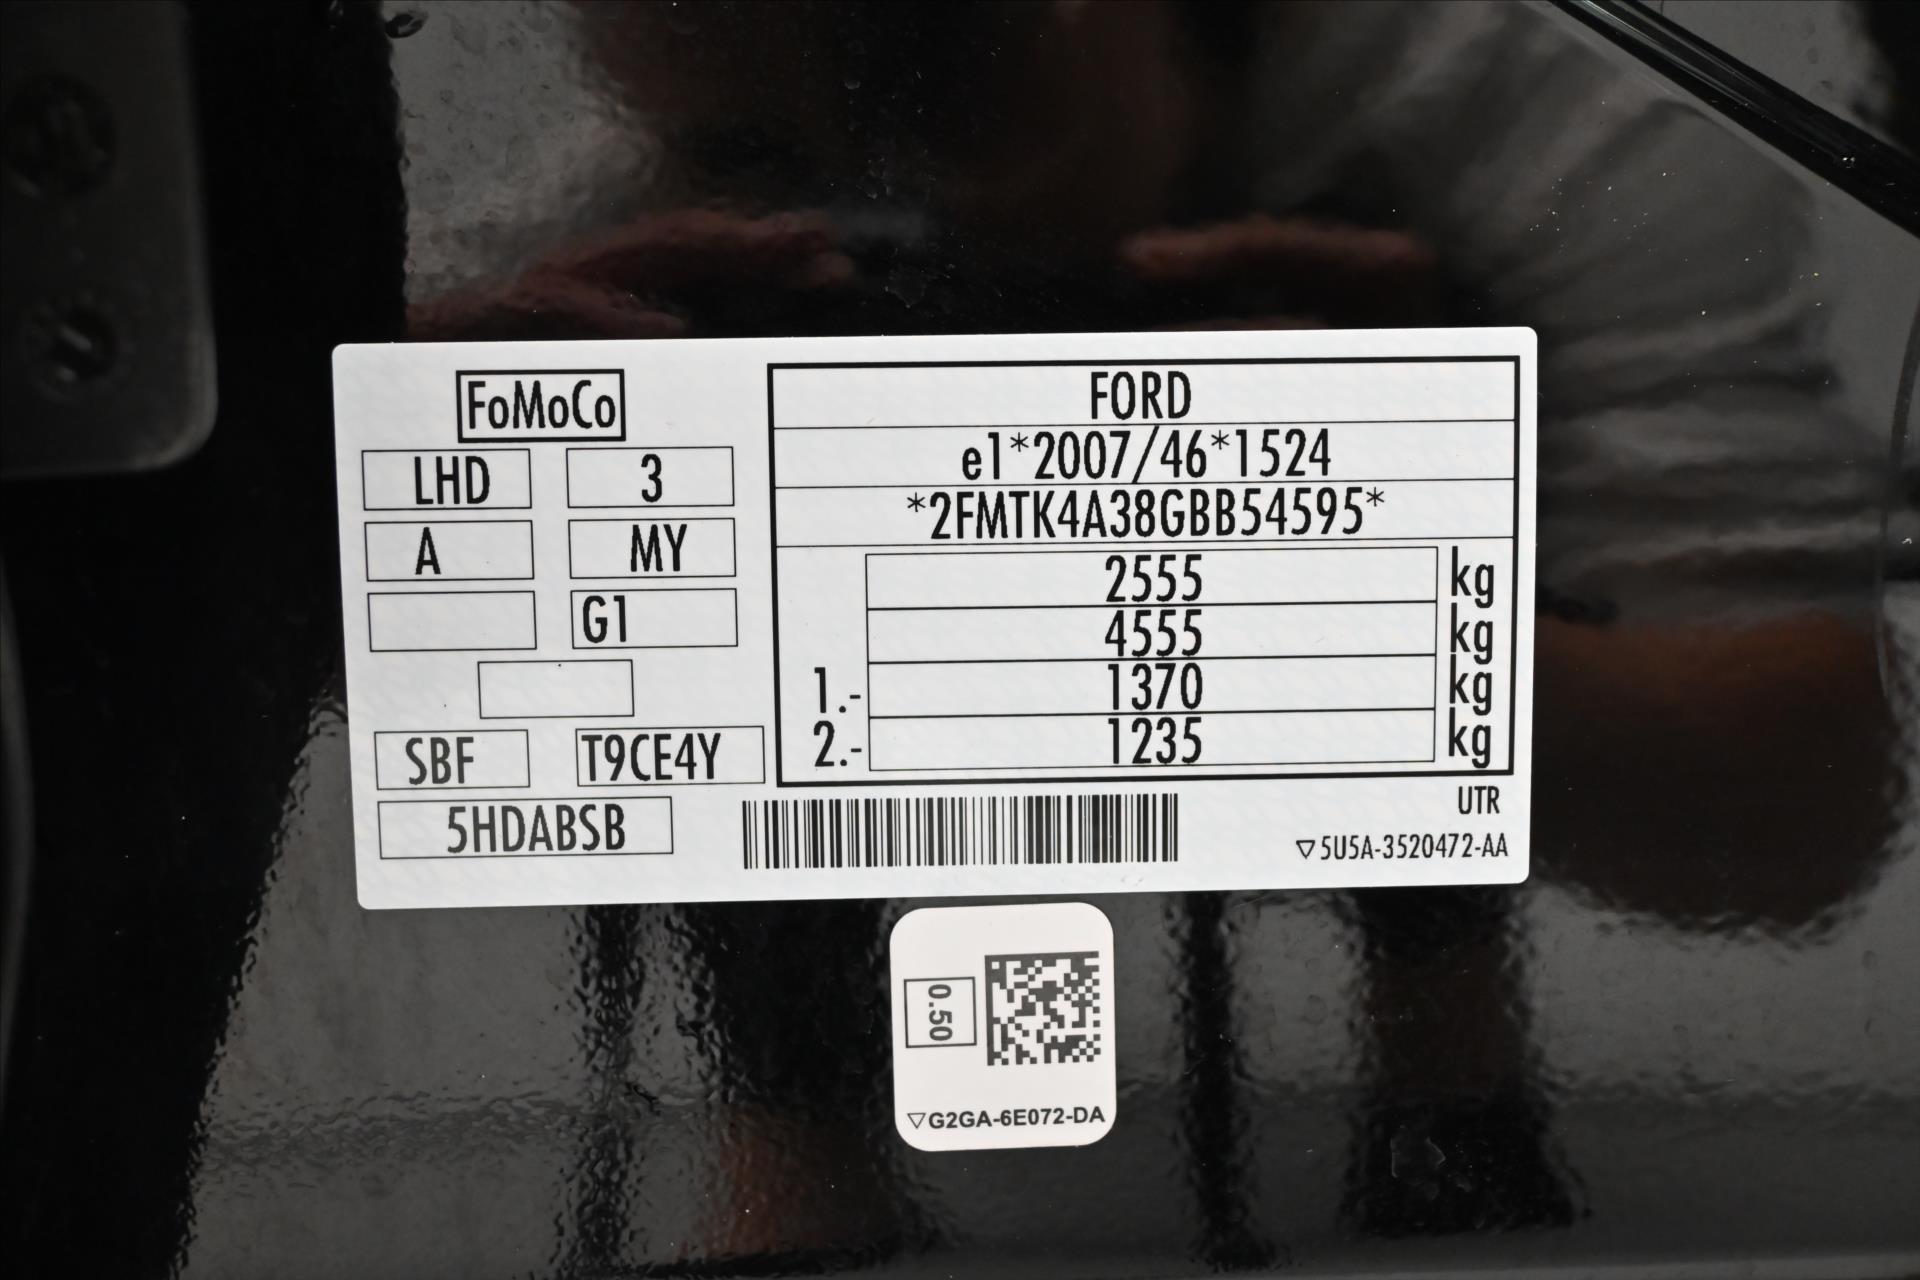 FoMoCo
LHD 3
A MY
G1
SBF T9CE4Y
5HDABSB
FORD
e1*2007/46*1524
*2FMTK4A38GBB54595*
2555 kg
4555 kg
1.- 1370 kg
2.- 1235 kg
UTR
▽5U5A-3520472-AA
0.50
▽G2GA-6E072-DA